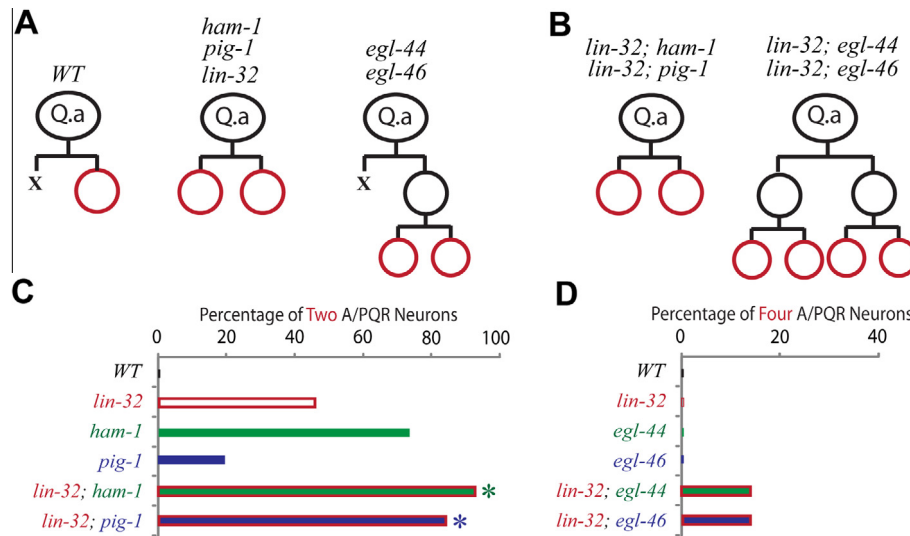 A
WT
ham-1
pig-1
lin-32
egl-44
egl-46
Q.a
Q.a
Q.a
X
X
B
lin-32; ham-1
lin-32; pig-1
lin-32; egl-44
lin-32; egl-46
Q.a
Q.a
C
Percentage of Two A/PQR Neurons
0 20 40 60 80 100
WT
lin-32
ham-1
pig-1
lin-32; ham-1 *
lin-32; pig-1 *
D
Percentage of Four A/PQR Neurons
0 20 40
WT
lin-32
egl-44
egl-46
lin-32; egl-44
lin-32; egl-46